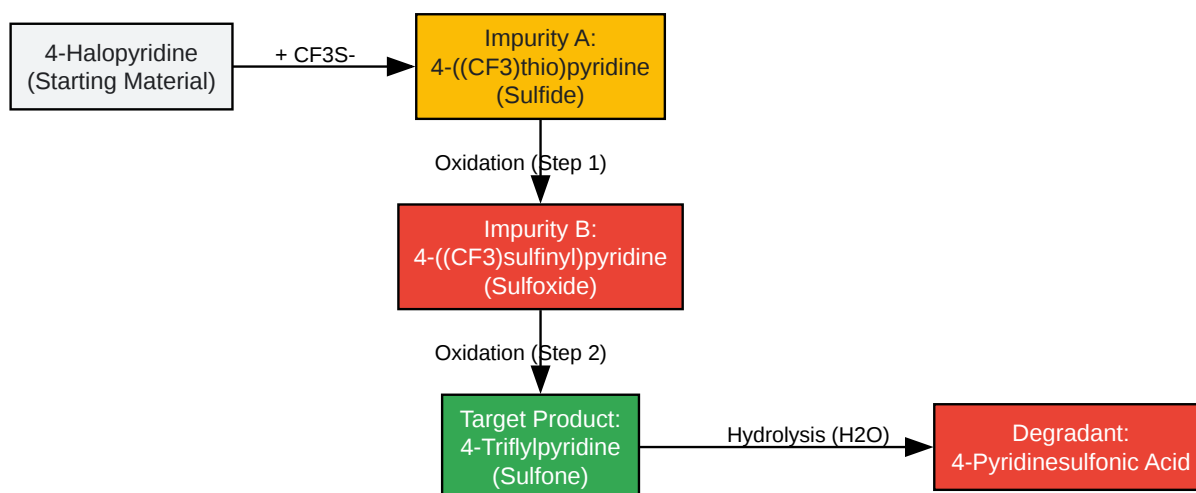 4-Halopyridine
(Starting Material)
+ CF3S-
Impurity A:
4-((CF3)thio)pyridine
(Sulfide)
Oxidation (Step 1)
Impurity B:
4-((CF3)sulfinyl)pyridine
(Sulfoxide)
Oxidation (Step 2)
Target Product:
4-Triflylpyridine
(Sulfone)
Hydrolysis (H2O)
Degradant:
4-Pyridinesulfonic Acid